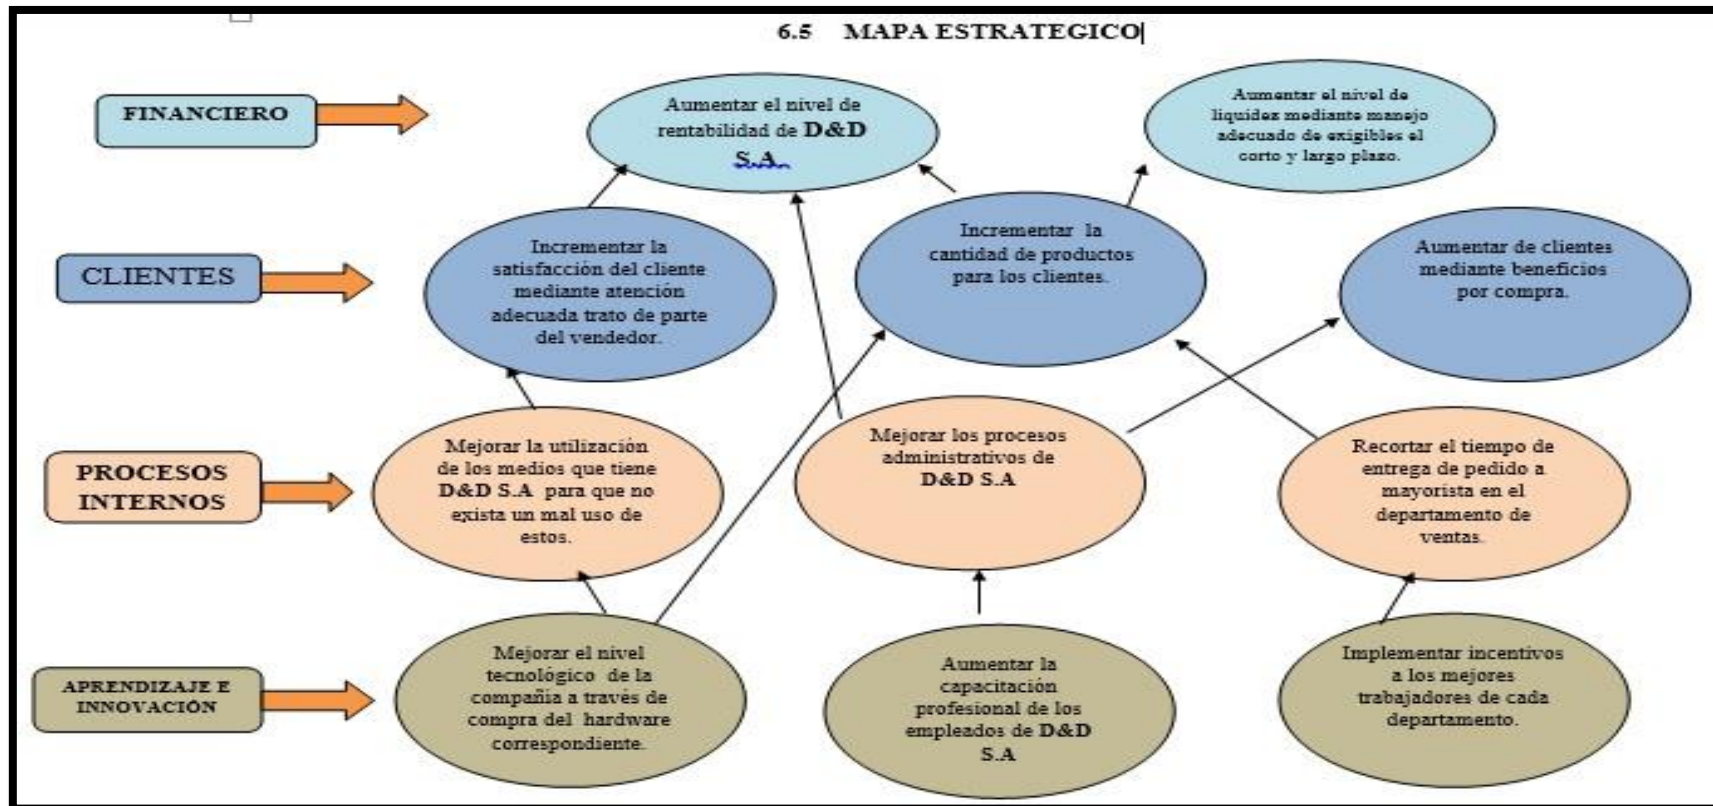 6.5 MAPA ESTRATEGICO
FINANCIERO
Aumentar el nivel de
rentabilidad de D&D
S.A
Aumentar el nivel de
liquidez mediante manejo
adecuado de exigibles el
corto y largo plazo.
CLIENTES
Incrementar la
satisfacción del cliente
mediante atención
adecuada trato de parte
del vendedor.
Incrementar la
cantidad de productos
para los clientes.
Aumentar de clientes
mediante beneficios
por compra.
PROCESOS
INTERNOS
Mejorar la utilización
de los medios que tiene
D&D S.A para que no
exista un mal uso de
estos.
Mejorar los procesos
administrativos de
D&D S.A
Recortar el tiempo de
entrega de pedido a
mayorista en el
departamento de
ventas.
APRENDIZAJE E
INNOVACIÓN
Mejorar el nivel
tecnológico de la
compañia a través de
compra del hardware
correspondiente.
Aumentar la
capacitación
profesional de los
empleados de D&D
S.A
Implementar incentivos
a los mejores
trabajadores de cada
departamento.